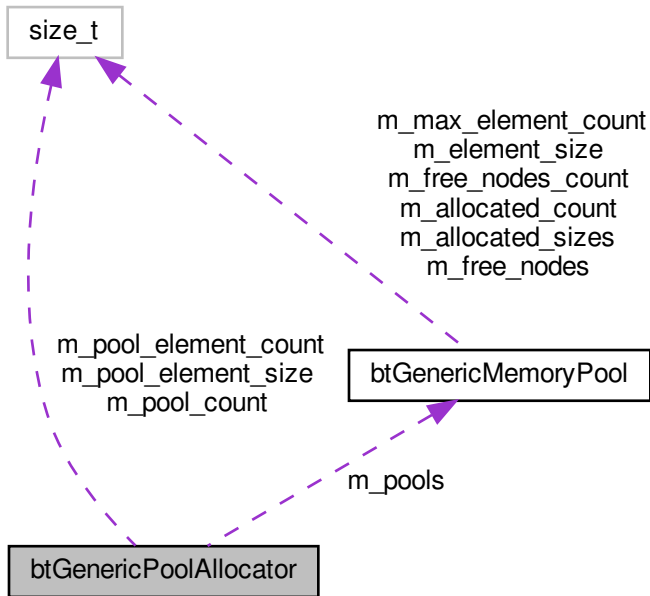 size_t
m_max_element_count
m_element_size
m_free_nodes_count
m_allocated_count
m_allocated_sizes
m_free_nodes
m_pool_element_count
m_pool_element_size
m_pool_count
btGenericMemoryPool
m_pools
btGenericPoolAllocator